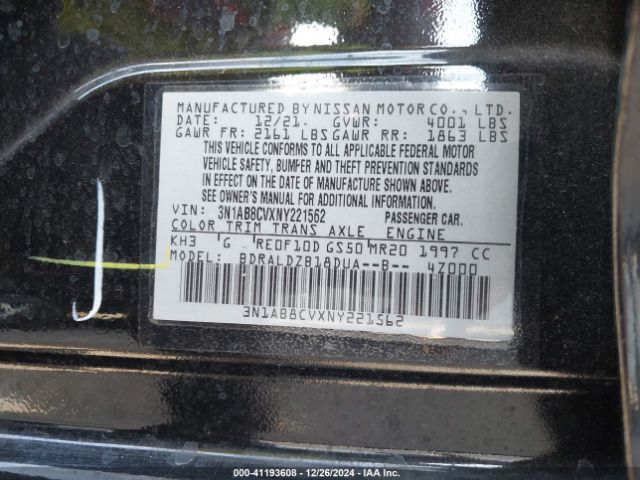 MANUFACTURED BY NISSAN MOTOR CO., LTD.
DATE: 12/21. GVWR: 4001 LBS
GAWR FR: 2161 LBS GAWR RR: 1863 LBS
THIS VEHICLE CONFORMS TO ALL APPLICABLE FEDERAL MOTOR
VEHICLE SAFETY, BUMPER AND THEFT PREVENTION STANDARDS
IN EFFECT ON THE DATE OF MANUFACTURE SHOWN ABOVE.
SEE OWNER'S MANUAL FOR ADDITIONAL INFORMATION.
VIN: 3N1AB8CVXNY221562 PASSENGER CAR.
COLOR TRIM TRANS AXLE ENGINE
KH3 G RE0F10D GS50 MR20 1997 CC
MODEL: BDRALDZB18DUA--B-- 4Z000
3N1AB8CVXNY221562
000-41193608 - 12/26/2024 - IAA Inc.